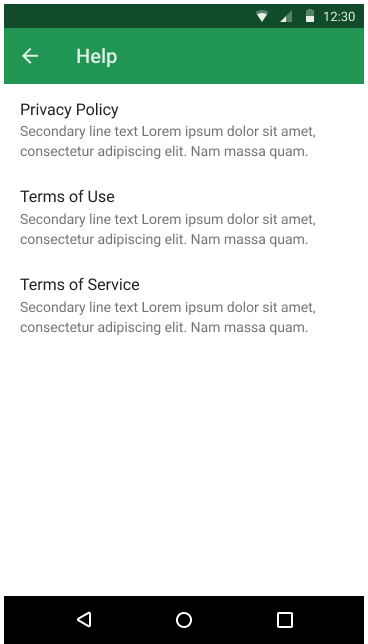 12:30
Help
Privacy Policy
Secondary line text Lorem ipsum dolor sit amet,
consectetur adipiscing elit. Nam massa quam.
Terms of Use
Secondary line text Lorem ipsum dolor sit amet,
consectetur adipiscing elit. Nam massa quam.
Terms of Service
Secondary line text Lorem ipsum dolor sit amet,
consectetur adipiscing elit. Nam massa quam.